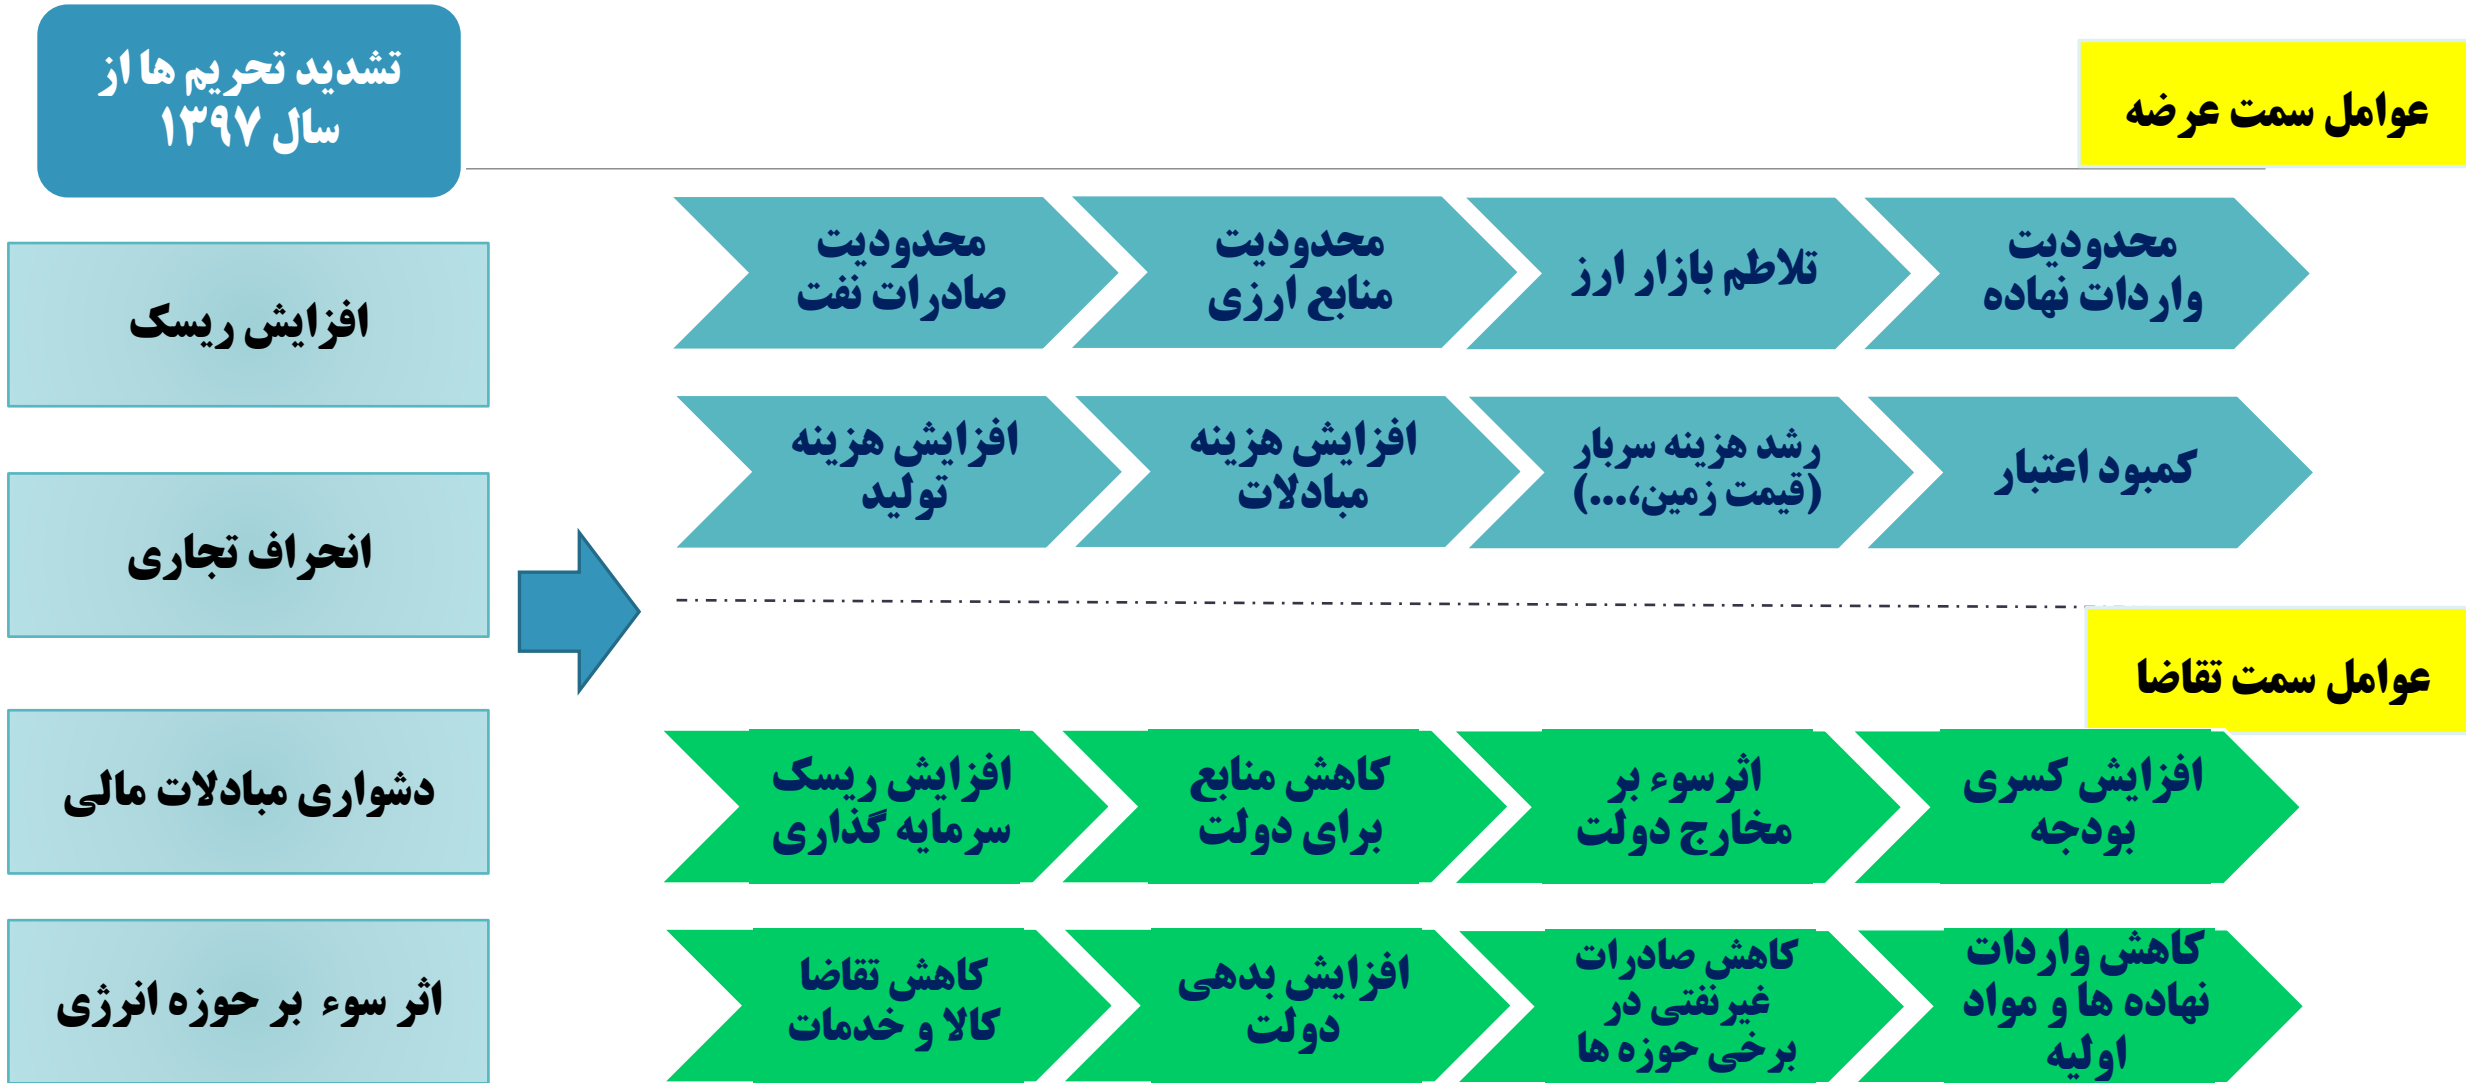 تشدید تحریم ها از
سال ۱۳۹۷
عوامل سمت عرضه
افزایش ریسک
انحراف تجاری
دشواری مبادلات مالی
اثر سوء بر حوزه انرژی
محدودیت
صادرات نفت
محدودیت
منابع ارزی
تلاطم بازار ارز
محدودیت
واردات نهاده
افزایش هزینه
تولید
افزایش هزینه
مبادلات
رشد هزینه سربار
(قیمت زمین،...)
کمبود اعتبار
عوامل سمت تقاضا
افزایش ریسک
سرمایه گذاری
کاهش منابع
برای دولت
اثرسوء بر
مخارج دولت
افزایش کسری
بودجه
کاهش تقاضا
کالا و خدمات
افزایش بدهی
دولت
کاهش صادرات
غیرنفتی در
برخی حوزه ها
کاهش واردات
نهاده ها و مواد
اولیه